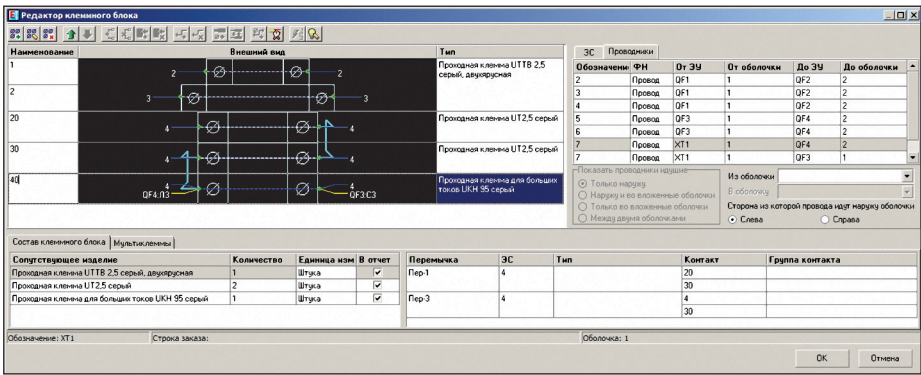 Редактор клеммного блока
Наименование Внешний вид Тип
1 2 2 Проходная клемма UTTB 2,5 серый, двухярусная
2 3 3
20 4 4 Проходная клемма UT2,5 серый
30 4 4 Проходная клемма UT2,5 серый
40 4 QF4:П3 4 QF3:C3 Проходная клемма для больших токов UKH 95 серый
ЭС Проводники
Обозначение ФН От ЭУ От оболочки До ЭУ До оболочки
2 Провод QF1 1 QF2 2
3 Провод QF1 1 QF2 2
4 Провод QF1 1 QF2 2
5 Провод QF3 1 QF4 2
6 Провод QF3 1 QF4 2
7 Провод XT1 1 QF4 2
7 Провод XT1 1 QF3 1
Показать проводники идущие
Только наружу
Наружу и во вложенные оболочки
Только во вложенные оболочки
Между двумя оболочками
Из оболочки
В оболочку
Сторона из которой провода идут наружу оболочки
Слева Справа
Состав клеммного блока Мультиклеммы
Сопутствующее изделие Количество Единица изм В отчет
Проходная клемма UTTB 2,5 серый, двухярусная 1 Штука
Проходная клемма UT2,5 серый 2 Штука
Проходная клемма для больших токов UKH 95 серый 1 Штука
Перемычка ЭС Тип Контакт Группа контакта
Пер-1 4 20
30
Пер-3 4 4
30
Обозначение: XT1 Строка заказа: Оболочка: 1
OK Отмена